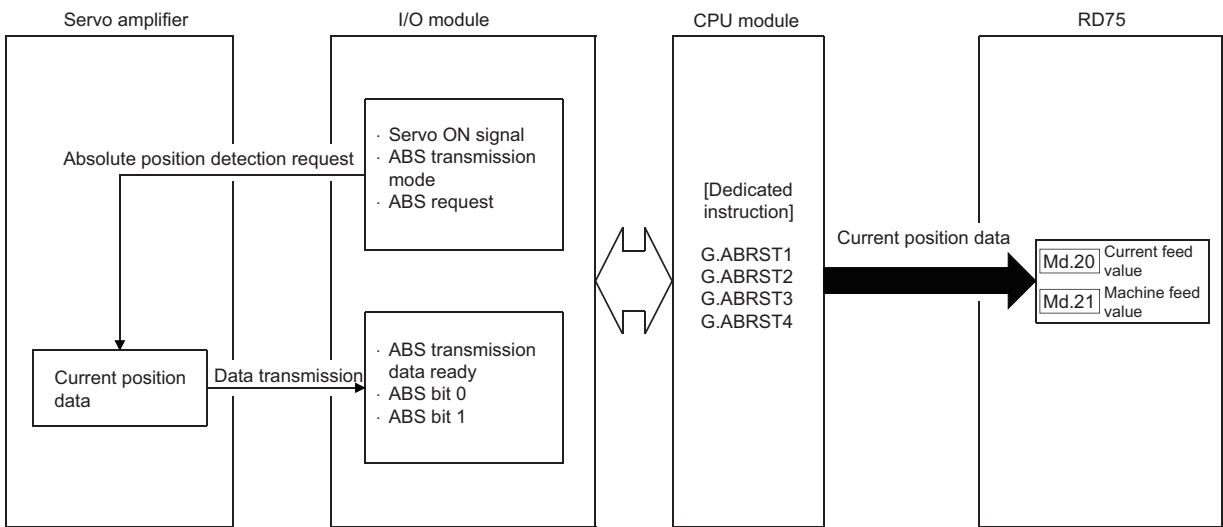 Servo amplifier
I/O module
CPU module
RD75
Absolute position detection request
· Servo ON signal
· ABS transmission
mode
· ABS request
[Dedicated
instruction]
G.ABRST1
G.ABRST2
G.ABRST3
G.ABRST4
Current position data
Md.20 Current feed
value
Md.21 Machine feed
value
Current position
data
Data transmission
· ABS transmission
data ready
· ABS bit 0
· ABS bit 1